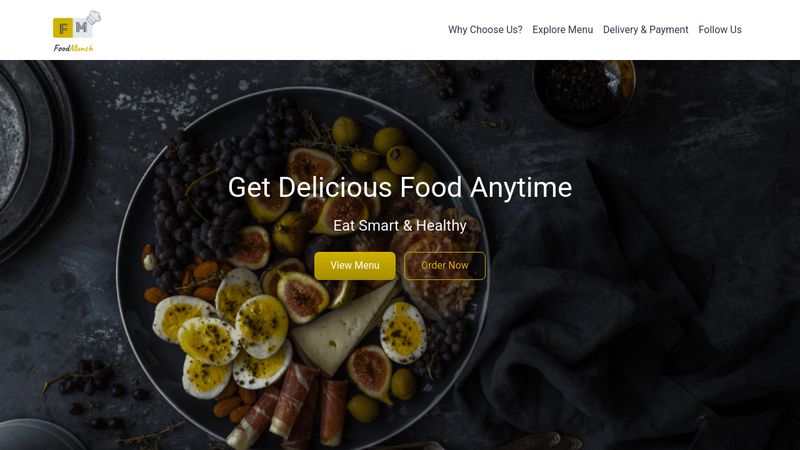 F M
FoodMunch
Why Choose Us? Explore Menu Delivery & Payment Follow Us
Get Delicious Food Anytime
Eat Smart & Healthy
View Menu Order Now